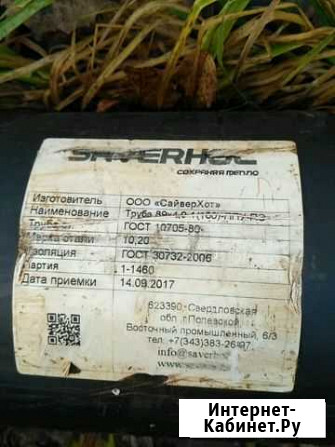 SAVERHOT
СОХРАНЯЯ ТЕПЛО
Изготовитель ООО «СайверХот»
Наименование Труба
ГОСТ 10705-80
Марка стали 10,20
Изоляция ГОСТ 30732-2006
Партия 1-1460
Дата приемки 14.09.2017
623390, Свердловская
обл. г.Полевской,
Восточный промышленный, 6/3
тел. +7(343)383-26-97
Интернет-
Кабинет.Ру